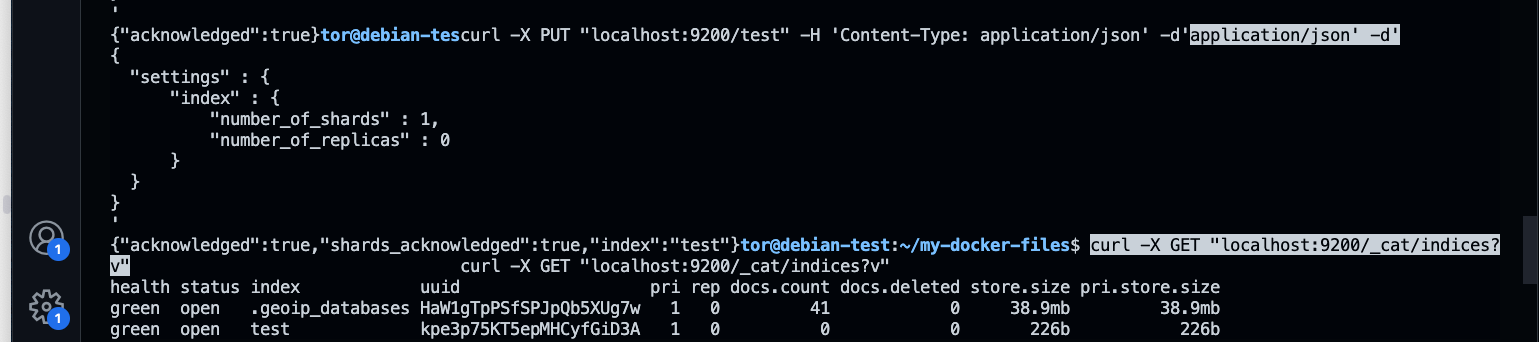 '
{"acknowledged":true}tor@debian-tescurl -X PUT "localhost:9200/test" -H 'Content-Type: application/json' -d'application/json' -d'
{
  "settings" : {
      "index" : {
          "number_of_shards" : 1,
          "number_of_replicas" : 0
      }
  }
}
'
{"acknowledged":true,"shards_acknowledged":true,"index":"test"}tor@debian-test:~/my-docker-files$ curl -X GET "localhost:9200/_cat/indices?
v"                                 curl -X GET "localhost:9200/_cat/indices?v"
health status index            uuid                   pri rep docs.count docs.deleted store.size pri.store.size
green  open   .geoip_databases HaW1gTpPSfSPJpQb5XUg7w   1   0         41            0     38.9mb         38.9mb
green  open   test             kpe3p75KT5epMHCyfGiD3A   1   0          0            0       226b           226b
1
1